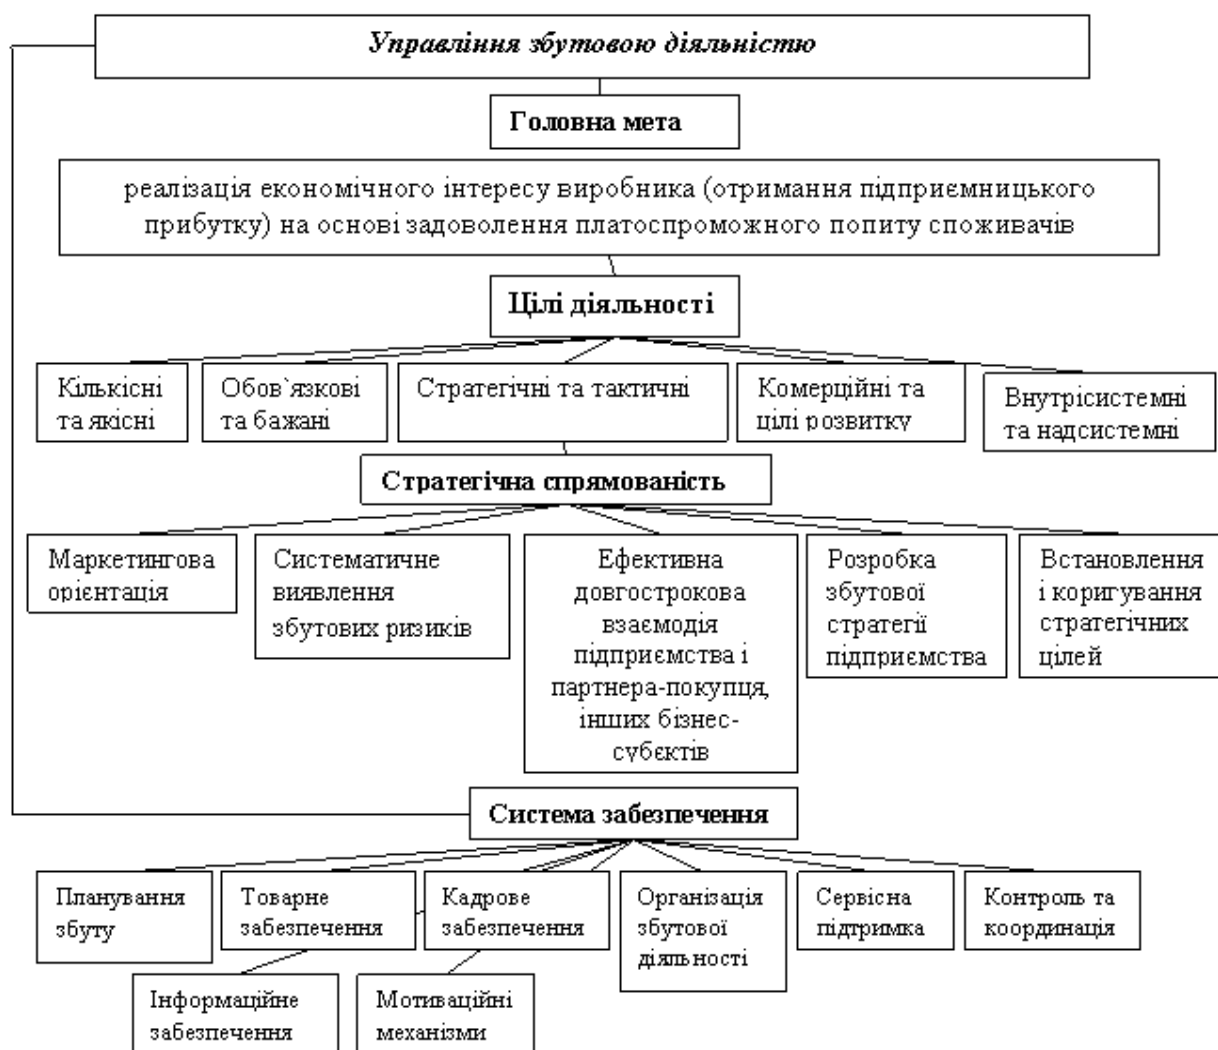 Управління збутовою діяльністю
Головна мета
реалізація економічного інтересу виробника (отримання підприємницького
прибутку) на основі задоволення платоспроможного попиту споживачів
Цілі діяльності
Кількісні
та якісні
Обов`язкові
та бажані
Стратегічні та тактичні
Комерційні та
цілі розвитку
Внутрісистемні
та надсистемні
Стратегічна спрямованість
Маркетингова
орієнтація
Систематичне
виявлення
збутових ризиків
Ефективна
довгострокова
взаємодія
підприємства і
партнера-покупця,
інших бізнес-
субєктів
Розробка
збутової
стратегії
підприємства
Встановлення
і коригування
стратегічних
цілей
Система забезпечення
Планування
збуту
Товарне
забезпечення
Кадрове
забезпечення
Організація
збутової
діяльності
Сервісна
підтримка
Контроль та
координація
Інформаційне
забезпечення
Мотиваційні
механізми